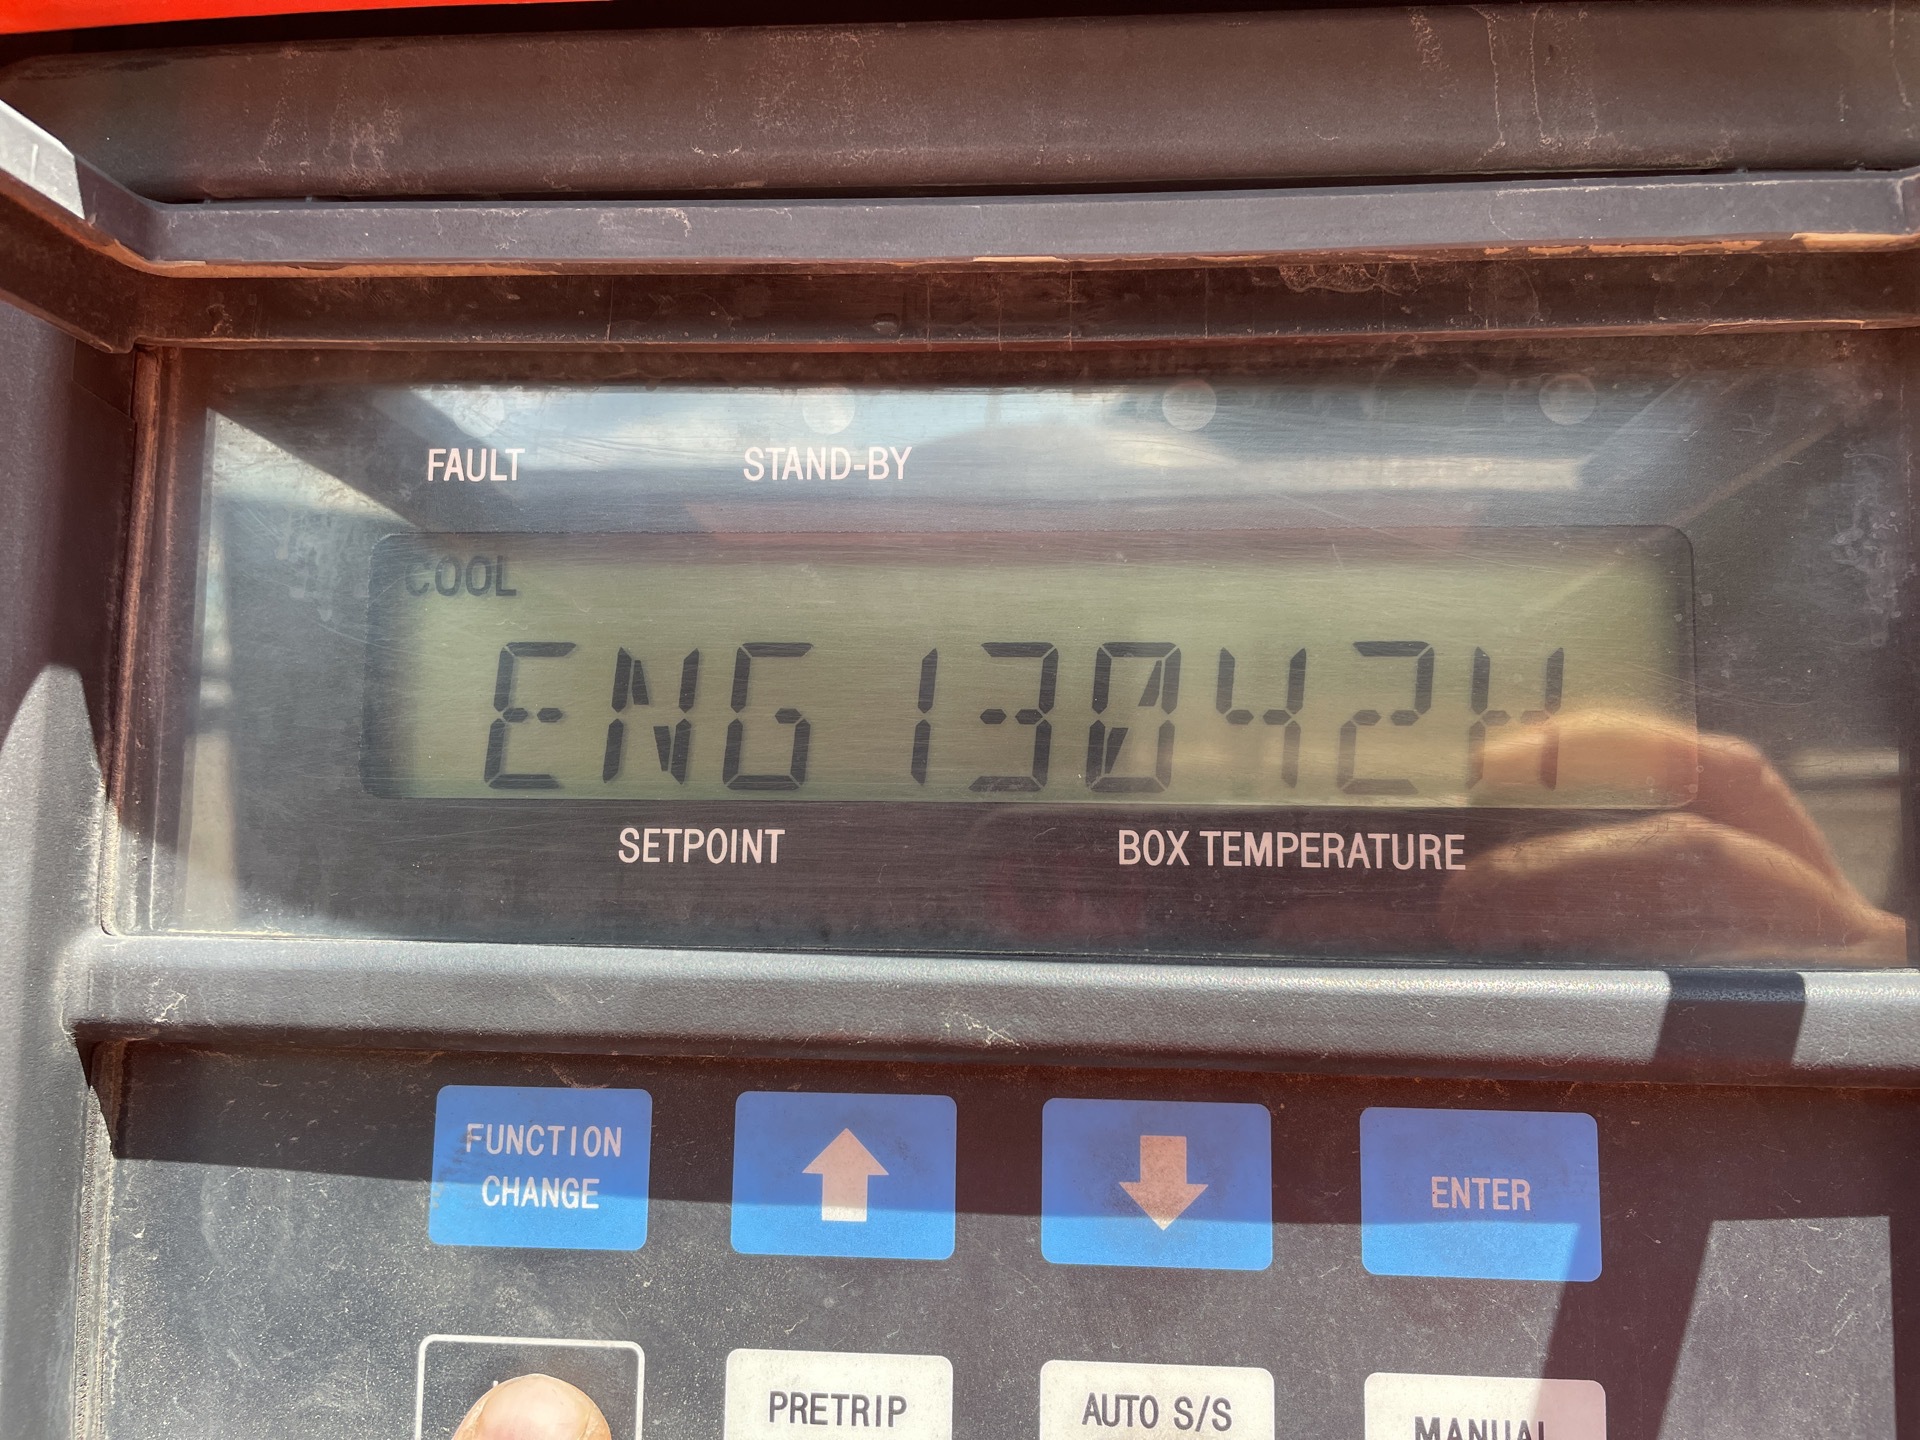 FAULT STAND-BY
COOL
ENG 13042H
SETPOINT BOX TEMPERATURE
FUNCTION CHANGE
ENTER
PRETRIP
AUTO S/S
MANUAL